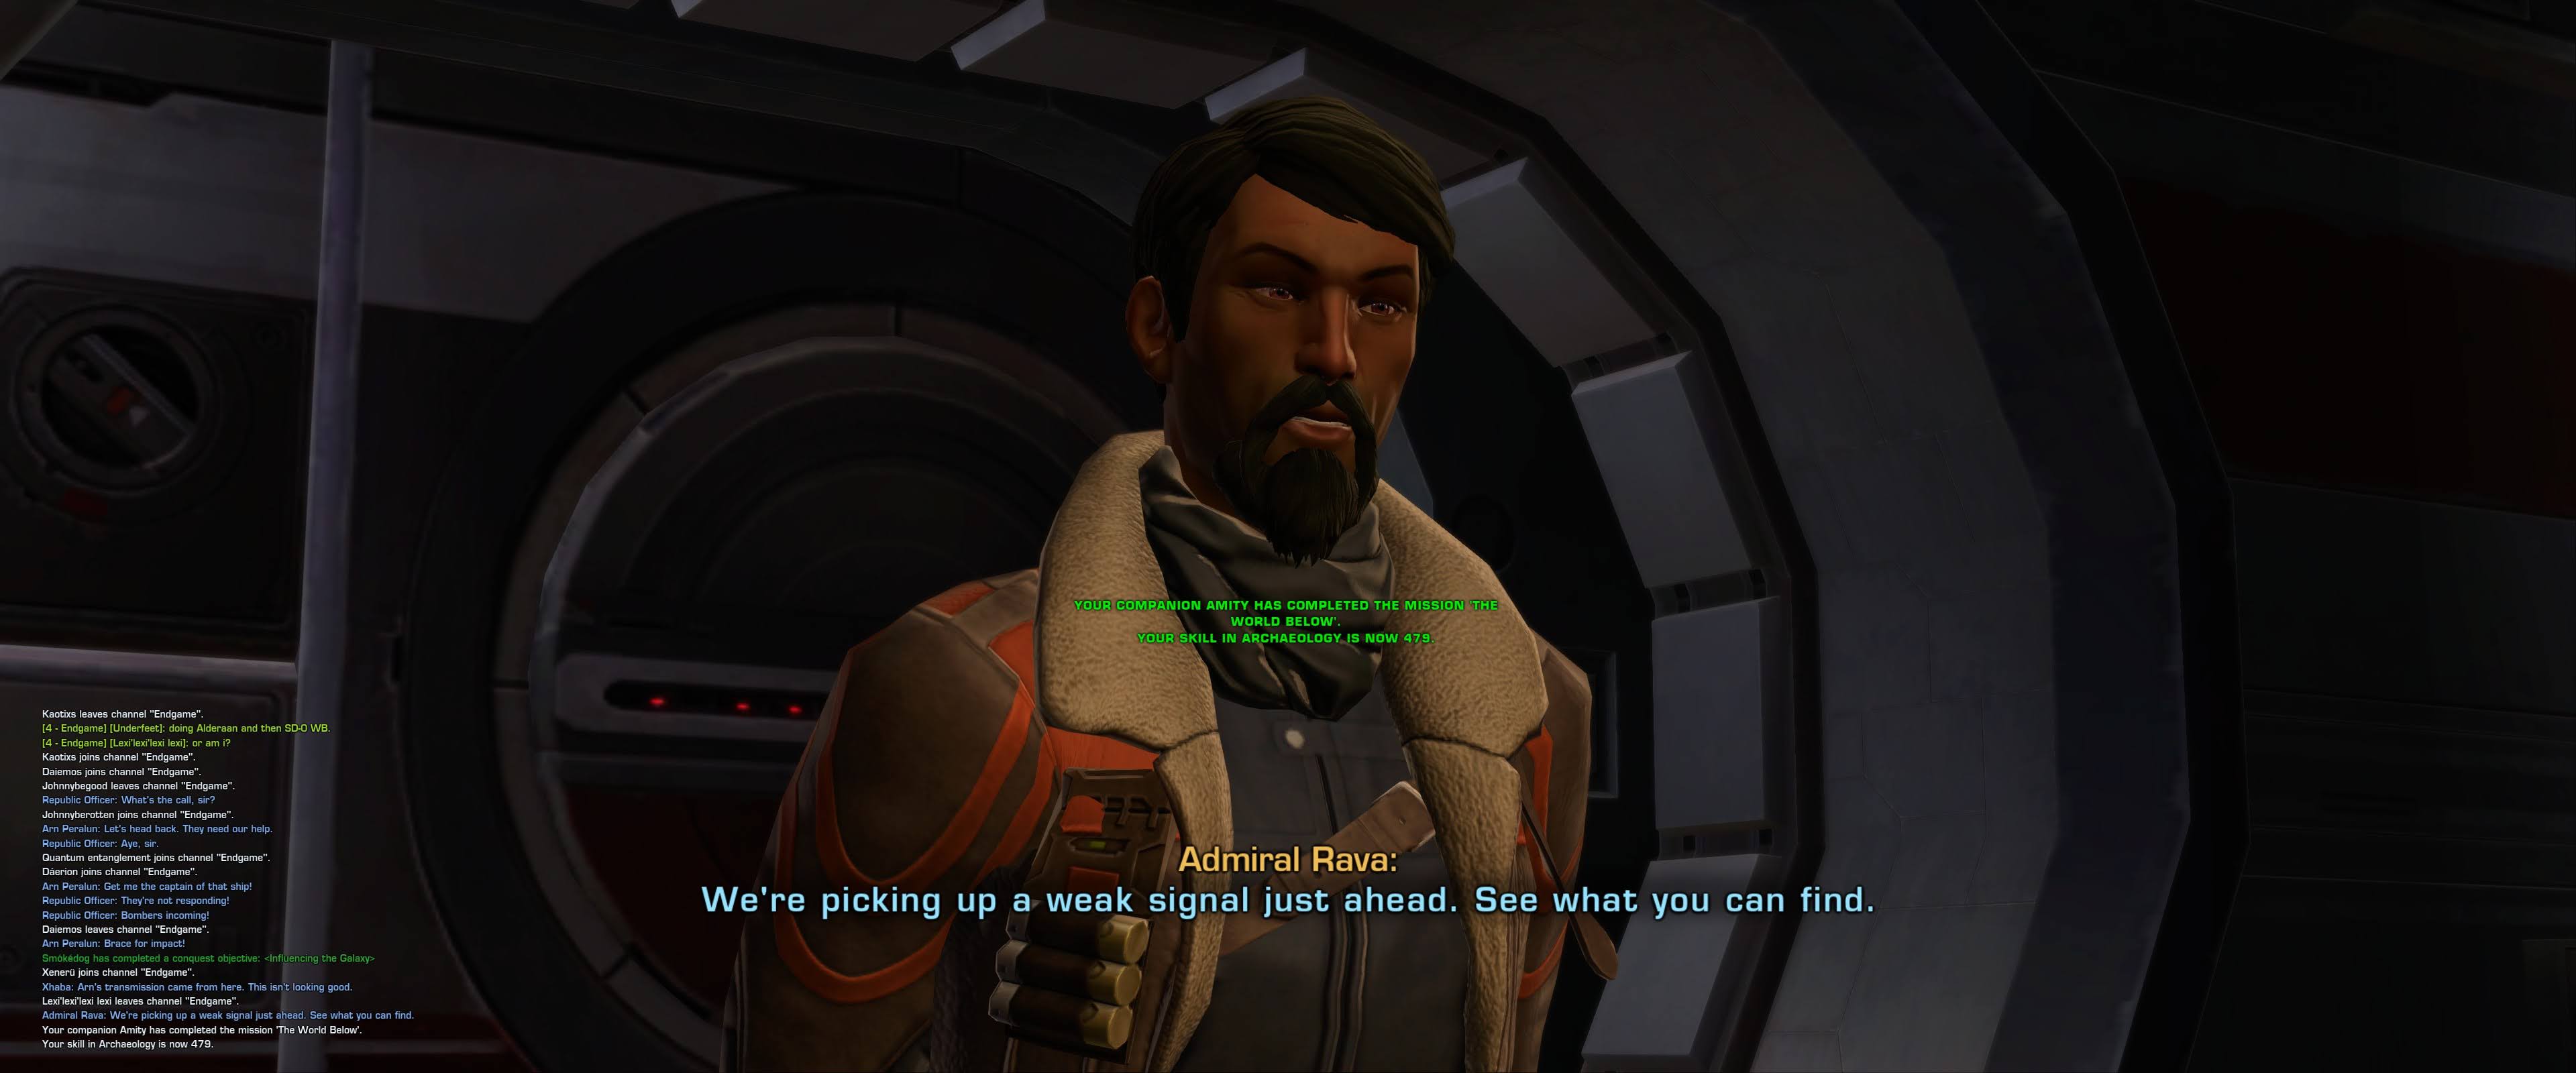 YOUR COMPANION AMITY HAS COMPLETED THE MISSION 'THE
WORLD BELOW'.
YOUR SKILL IN ARCHAEOLOGY IS NOW 479.
Kaotixs leaves channel "Endgame".
[4 - Endgame] [Underfeet]: doing Alderaan and then SD-0 WB.
[4 - Endgame] [Lexi'lexi'lexi lexi]: or am i?
Kaotixs joins channel "Endgame".
Daiemos joins channel "Endgame".
Johnnybegood leaves channel "Endgame".
Republic Officer: What's the call, sir?
Johnnyberotten joins channel "Endgame".
Arn Peralun: Let's head back. They need our help.
Republic Officer: Aye, sir.
Quantum entanglement joins channel "Endgame".
Dàerion joins channel "Endgame".
Arn Peralun: Get me the captain of that ship!
Republic Officer: They're not responding!
Republic Officer: Bombers incoming!
Daiemos leaves channel "Endgame".
Arn Peralun: Brace for impact!
Smökêdog has completed a conquest objective: <Influencing the Galaxy>
Xenerü joins channel "Endgame".
Xhaba: Arn's transmission came from here. This isn't looking good.
Lexi'lexi'lexi lexi leaves channel "Endgame".
Admiral Rava: We're picking up a weak signal just ahead. See what you can find.
Your companion Amity has completed the mission 'The World Below'.
Your skill in Archaeology is now 479.
Admiral Rava:
We're picking up a weak signal just ahead. See what you can find.